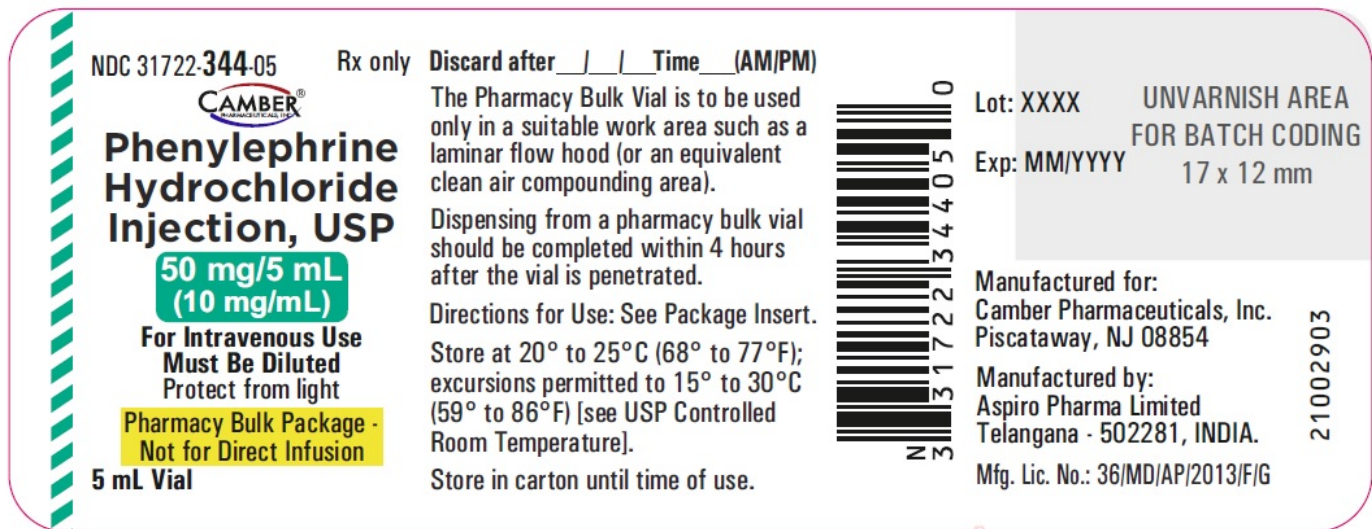 NDC 31722-344-05
Rx only
CAMBER®
PHARMACEUTICALS, INC
Phenylephrine
Hydrochloride
Injection, USP
50 mg/5 mL
(10 mg/mL)
For Intravenous Use
Must Be Diluted
Protect from light
Pharmacy Bulk Package -
Not for Direct Infusion
5 mL Vial
Discard after__/__/__Time__(AM/PM)
The Pharmacy Bulk Vial is to be used
only in a suitable work area such as a
laminar flow hood (or an equivalent
clean air compounding area).
Dispensing from a pharmacy bulk vial
should be completed within 4 hours
after the vial is penetrated.
Directions for Use: See Package Insert.
Store at 20° to 25°C (68° to 77°F);
excursions permitted to 15° to 30°C
(59° to 86°F) [see USP Controlled
Room Temperature].
Store in carton until time of use.
N
3 31722 34405 0
Lot: XXXX
Exp: MM/YYYY
UNVARNISH AREA
FOR BATCH CODING
17 x 12 mm
Manufactured for:
Camber Pharmaceuticals, Inc.
Piscataway, NJ 08854
Manufactured by:
Aspiro Pharma Limited
Telangana - 502281, INDIA.
Mfg. Lic. No.: 36/MD/AP/2013/F/G
21002903